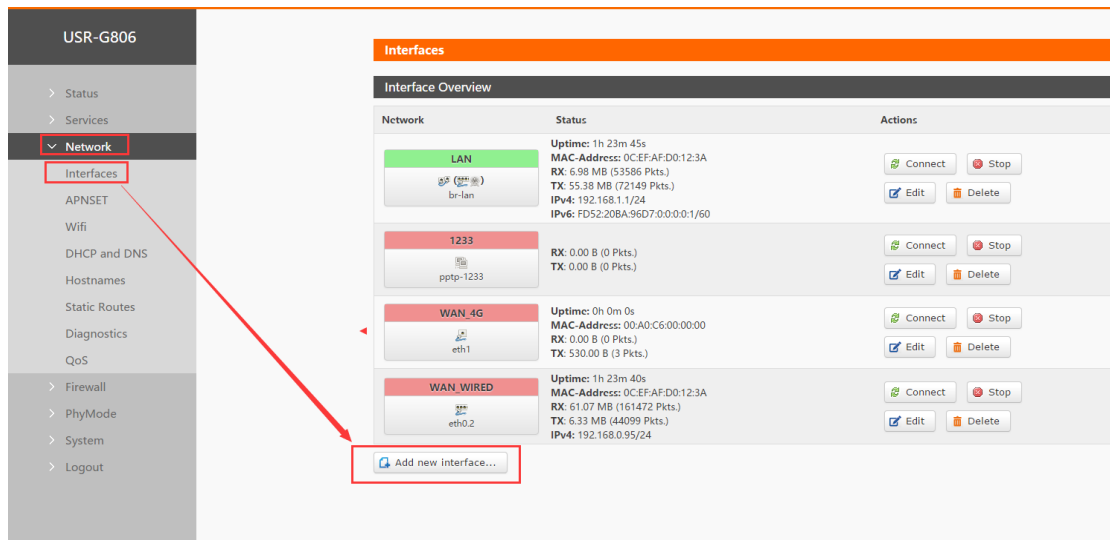 USR-G806
Status
Services
Network
Interfaces
APNSET
Wifi
DHCP and DNS
Hostnames
Static Routes
Diagnostics
QoS
Firewall
PhyMode
System
Logout
Interfaces
Interface Overview
Network Status Actions
LAN
br-lan
Uptime: 1h 23m 45s
MAC-Address: 0C:EF:AF:D0:12:3A
RX: 6.98 MB (53586 Pkts.)
TX: 55.38 MB (72149 Pkts.)
IPv4: 192.168.1.1/24
IPv6: FD52:20BA:96D7:0:0:0:0:1/60
Connect Stop
Edit Delete
1233
pptp-1233
RX: 0.00 B (0 Pkts.)
TX: 0.00 B (0 Pkts.)
Connect Stop
Edit Delete
WAN_4G
eth1
Uptime: 0h 0m 0s
MAC-Address: 00:A0:C6:00:00:00
RX: 0.00 B (0 Pkts.)
TX: 530.00 B (3 Pkts.)
Connect Stop
Edit Delete
WAN_WIRED
eth0.2
Uptime: 1h 23m 40s
MAC-Address: 0C:EF:AF:D0:12:3A
RX: 61.07 MB (161472 Pkts.)
TX: 6.33 MB (44099 Pkts.)
IPv4: 192.168.0.95/24
Connect Stop
Edit Delete
Add new interface...